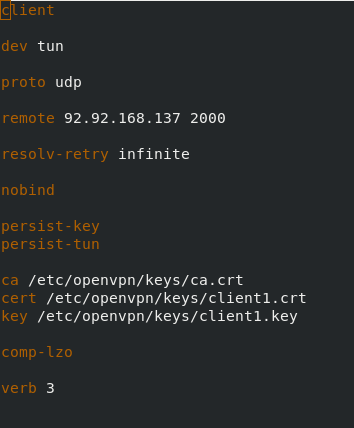 client
dev tun
proto udp
remote 92.92.168.137 2000
resolv-retry infinite
nobind
persist-key
persist-tun
ca /etc/openvpn/keys/ca.crt
cert /etc/openvpn/keys/client1.crt
key /etc/openvpn/keys/client1.key
comp-lzo
verb 3